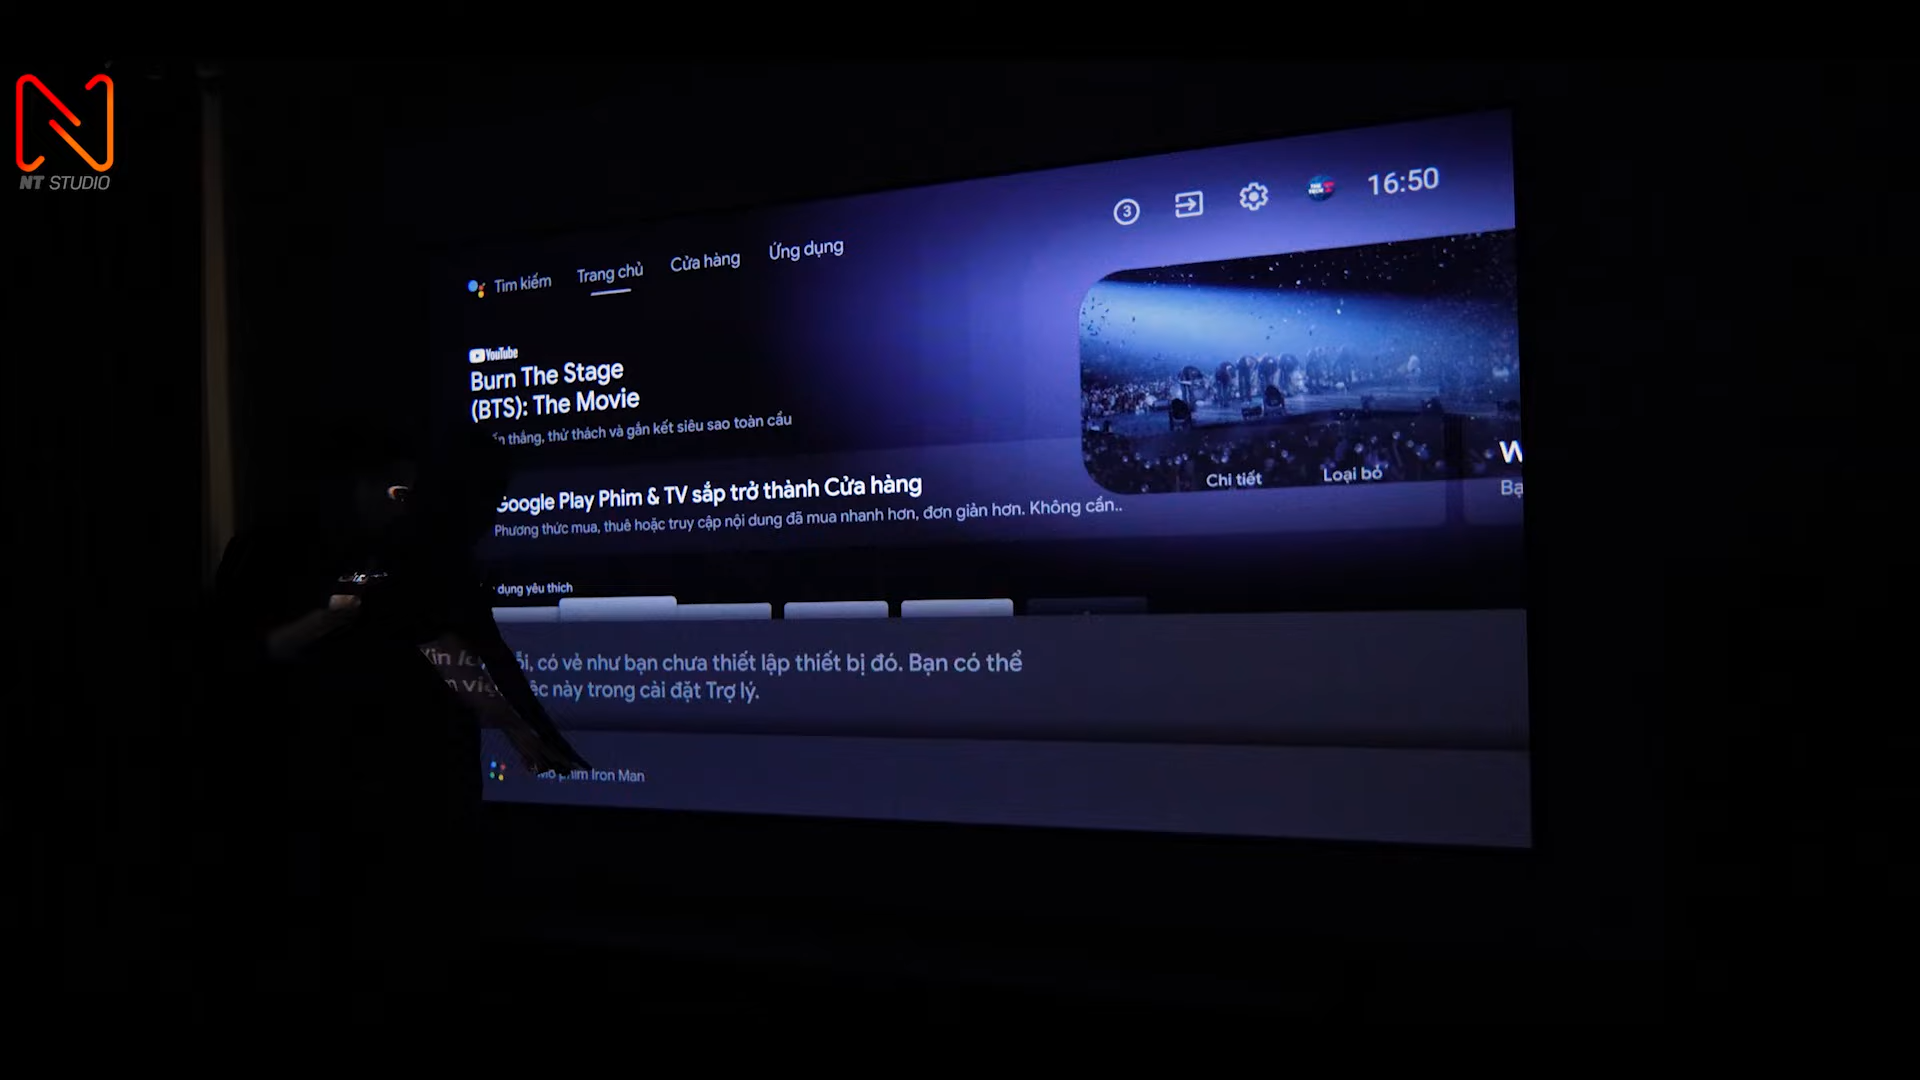 NT STUDIO
3
16:50
Tìm kiếm
Trang chủ
Cửa hàng
Ứng dụng
YouTube
Burn The Stage
(BTS): The Movie
thắng, thử thách và gắn kết siêu sao toàn cầu
Google Play Phim & TV sắp trở thành Cửa hàng
Phương thức mua, thuê hoặc truy cập nội dung đã mua nhanh hơn, đơn giản hơn. Không cần..
Chi tiết
Loại bỏ
W
Bạ
dụng yêu thích
có vẻ như bạn chưa thiết lập thiết bị đó. Bạn có thể
này trong cài đặt Trợ lý.
Iron Man